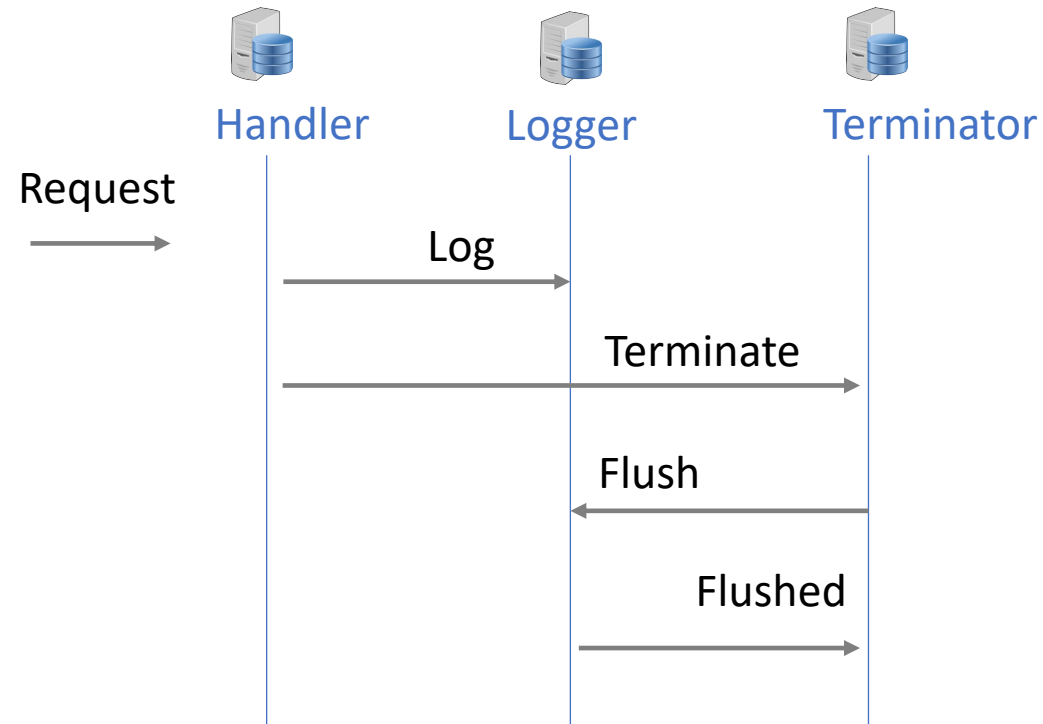 Handler
Logger
Terminator
Request
Log
Terminate
Flush
Flushed